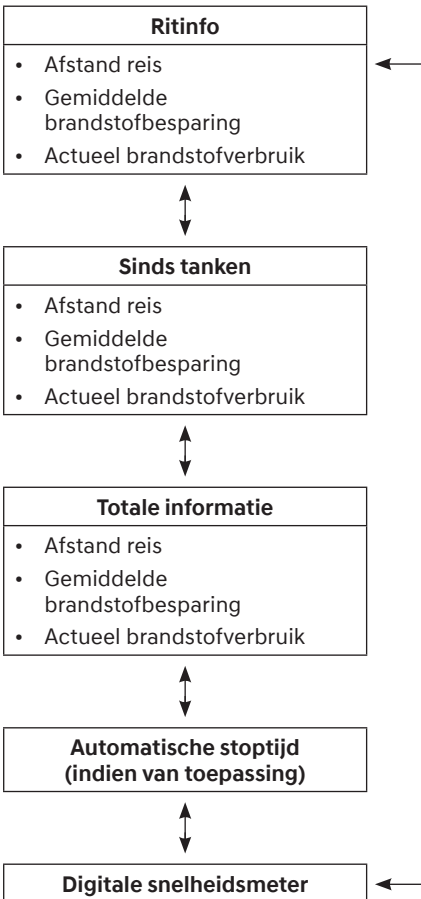 Ritinfo
• Afstand reis
• Gemiddelde
brandstofbesparing
• Actueel brandstofverbruik
Sinds tanken
• Afstand reis
• Gemiddelde
brandstofbesparing
• Actueel brandstofverbruik
Totale informatie
• Afstand reis
• Gemiddelde
brandstofbesparing
• Actueel brandstofverbruik
Automatische stoptijd
(indien van toepassing)
Digitale snelheidsmeter